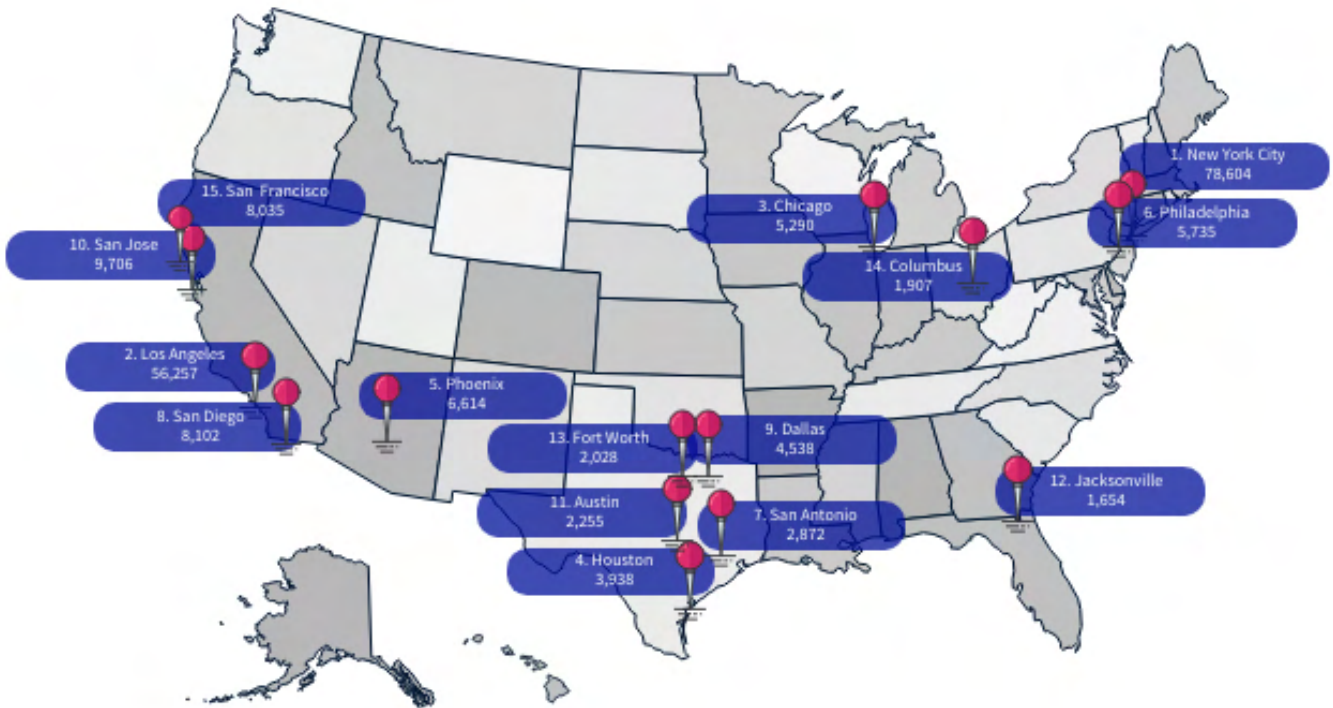 1. New York City
78,604
15. San Francisco
8,035
3. Chicago
5,290
6. Philadelphia
5,735
10. San Jose
9,706
14. Columbus
1,907
2. Los Angeles
56,257
5. Phoenix
6,614
8. San Diego
8,102
13. Fort Worth
2,028
9. Dallas
4,538
12. Jacksonville
1,654
11. Austin
2,255
7. San Antonio
2,872
4. Houston
3,938